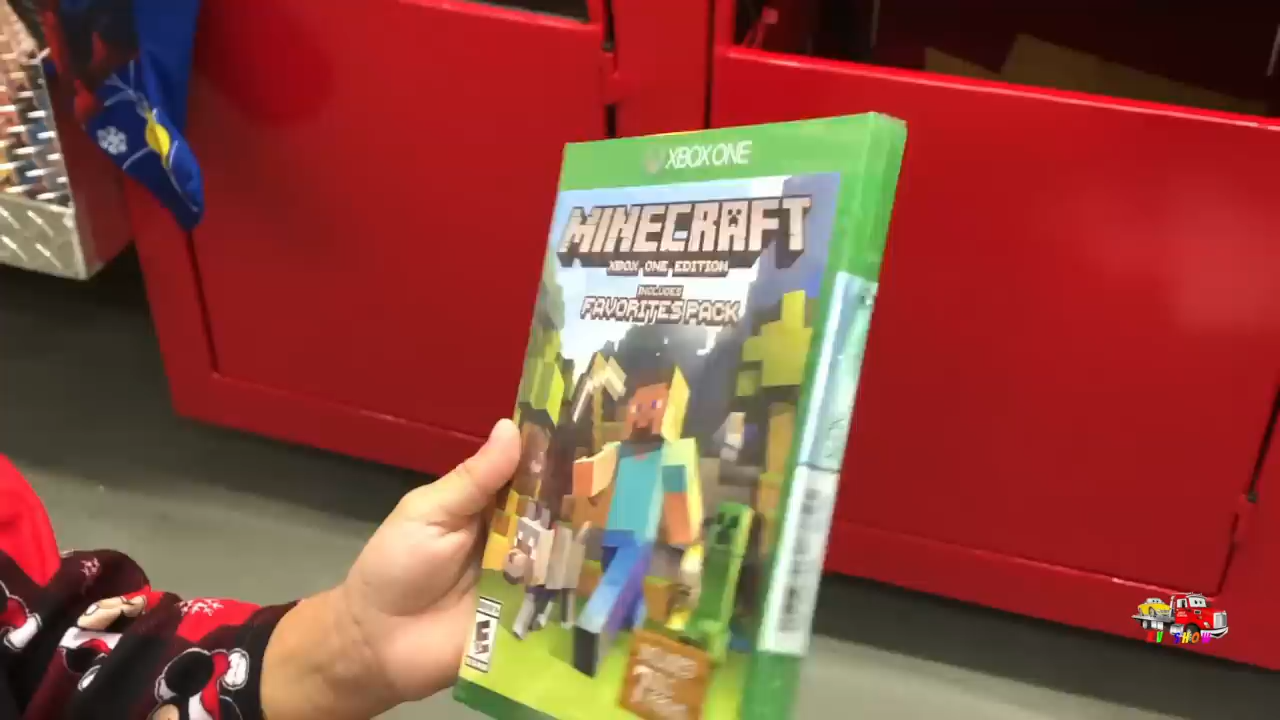 XBOX ONE
MINECRAFT
XBOX ONE EDITION
INCLUDES
FAVORITES PACK
E